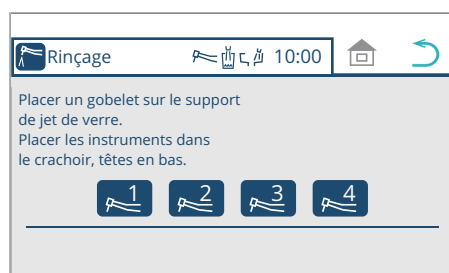 Rinçage 10:00
Placer un gobelet sur le support
de jet de verre.
Placer les instruments dans
le crachoir, têtes en bas.
1 2 3 4